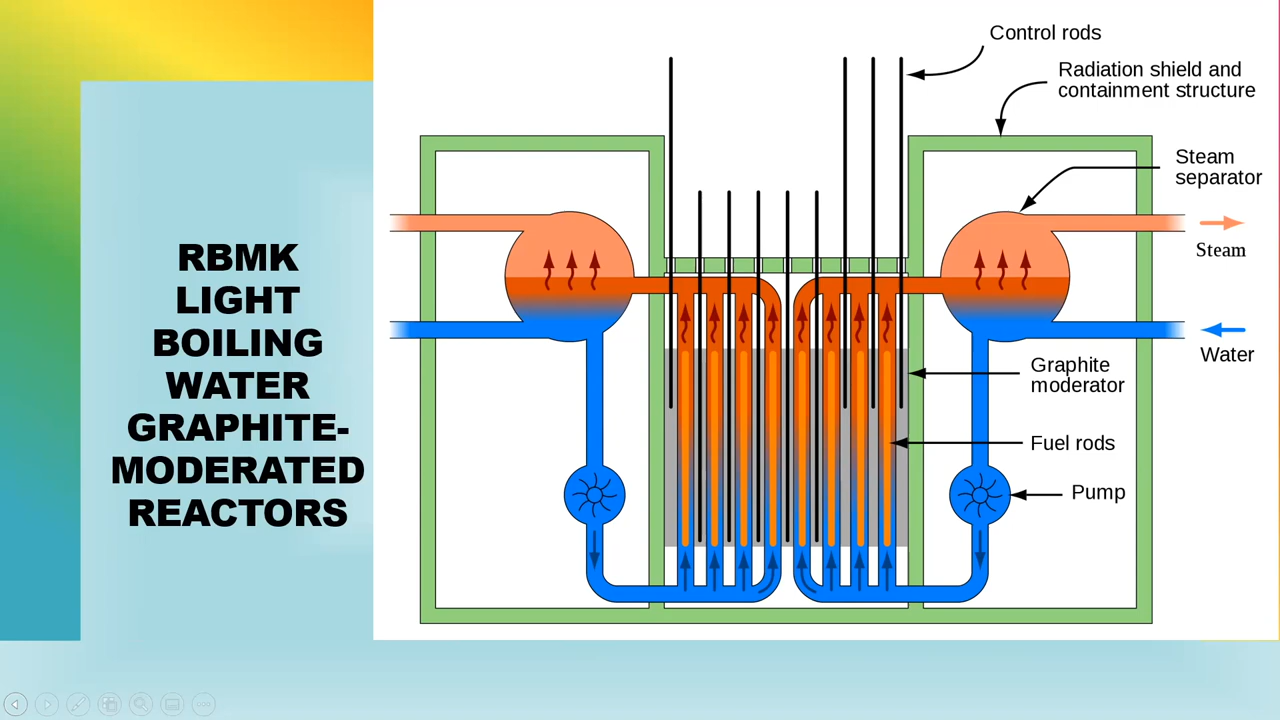 RBMK
LIGHT
BOILING
WATER
GRAPHITE-
MODERATED
REACTORS
Control rods
Radiation shield and
containment structure
Steam
separator
Steam
Water
Graphite
moderator
Fuel rods
Pump